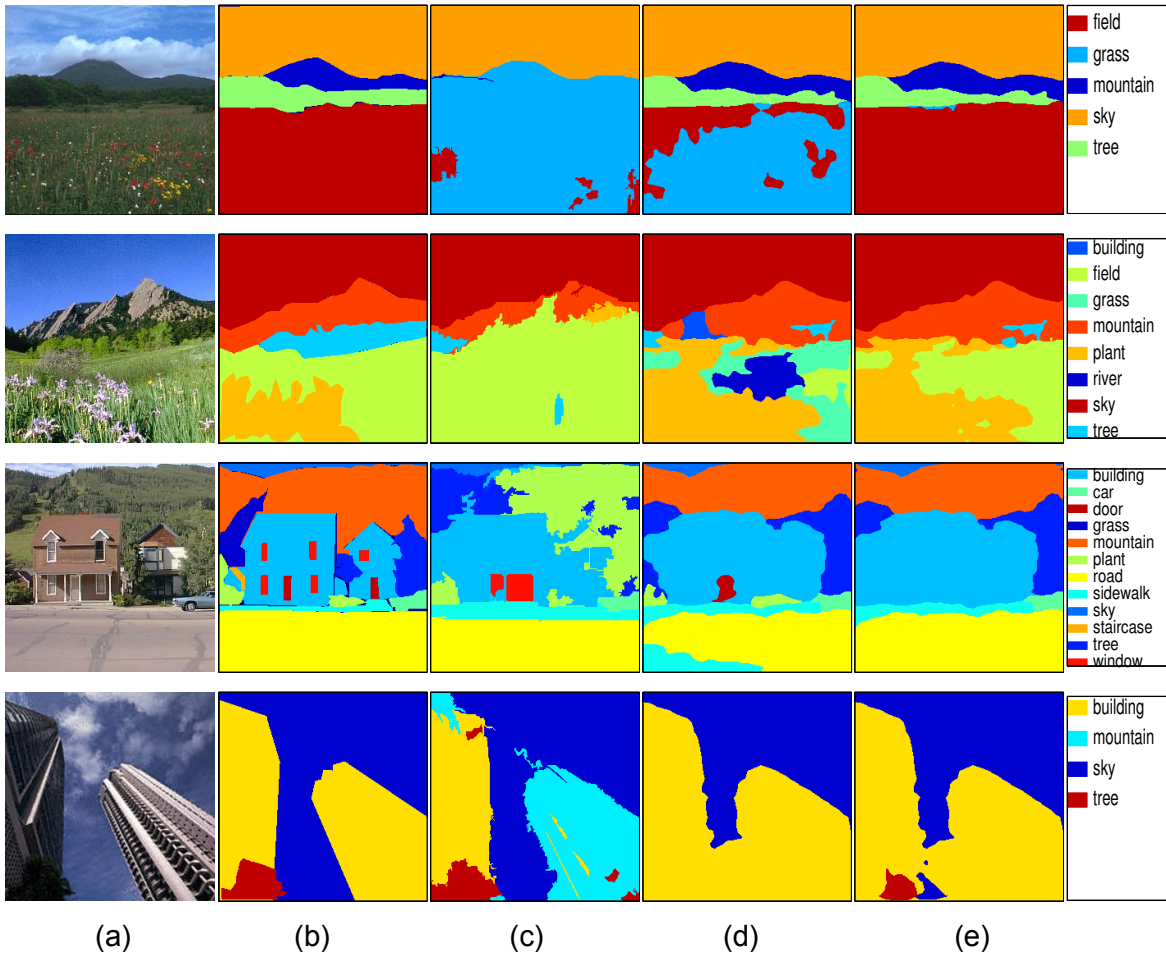 field
grass
mountain
sky
tree
building
field
grass
mountain
plant
river
sky
tree
building
car
door
grass
mountain
plant
road
sidewalk
sky
staircase
tree
window
building
mountain
sky
tree
(a) (b) (c) (d) (e)